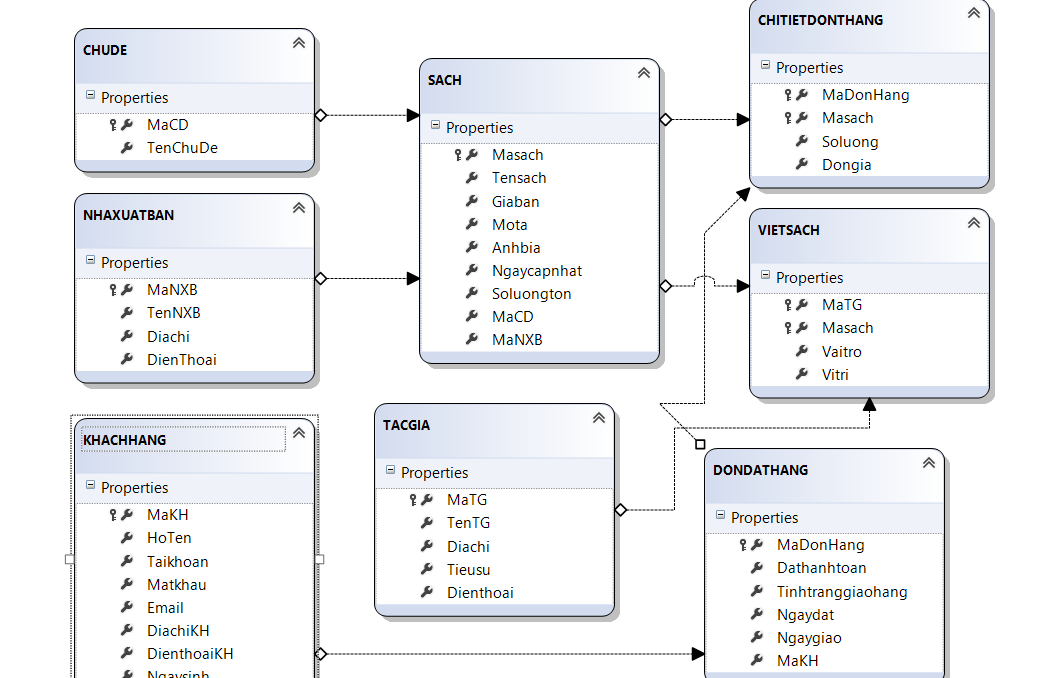 CHUDE
Properties
MaCD
TenChuDe
NHAXUATBAN
Properties
MaNXB
TenNXB
Diachi
DienThoai
KHACHHANG
Properties
MaKH
HoTen
Taikhoan
Matkhau
Email
DiachiKH
DienthoaiKH
Ngaysinh
SACH
Properties
Masach
Tensach
Giaban
Mota
Anhbia
Ngaycapnhat
Soluongton
MaCD
MaNXB
TACGIA
Properties
MaTG
TenTG
Diachi
Tieusu
Dienthoai
CHITIETDONTHANG
Properties
MaDonHang
Masach
Soluong
Dongia
VIETSACH
Properties
MaTG
Masach
Vaitro
Vitri
DONDATHANG
Properties
MaDonHang
Dathanhtoan
Tinhtranggiaohang
Ngaydat
Ngaygiao
MaKH